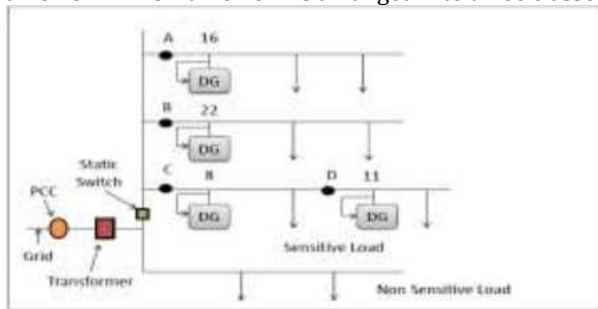 A 16
DG
B 22
DG
C 8 D 11
DG DG
Static
Switch
PCC
Sensitive Load
Grid
Transformer
Non Sensitive Load